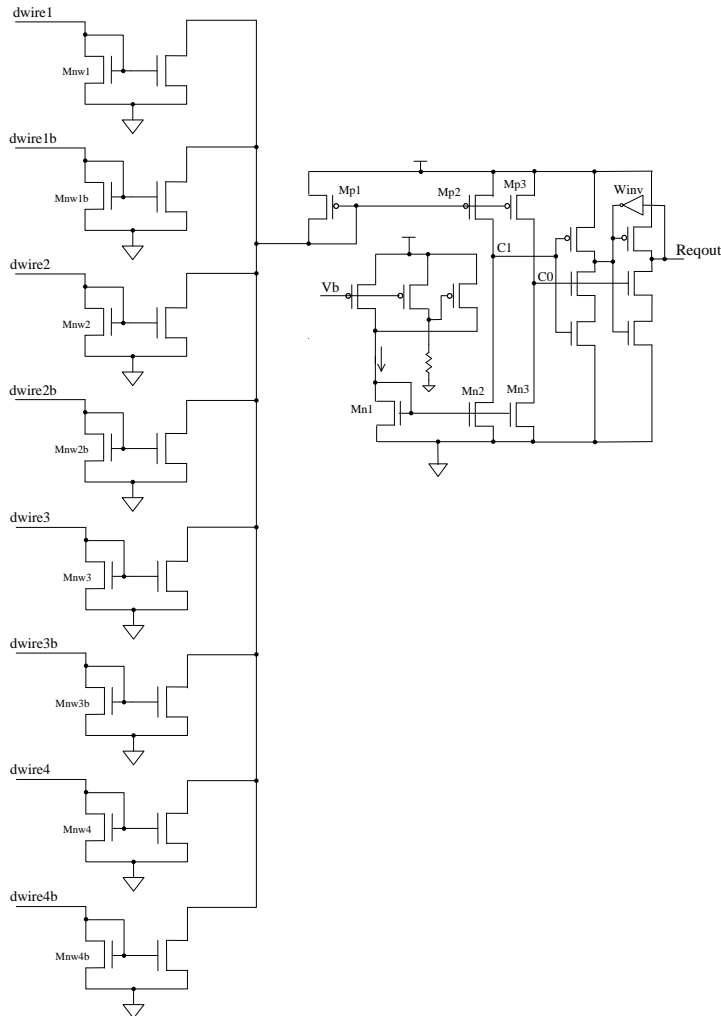 dwire1
Mnw1
dwire1b
Mnw1b
dwire2
Mnw2
dwire2b
Mnw2b
dwire3
Mnw3
dwire3b
Mnw3b
dwire4
Mnw4
dwire4b
Mnw4b
Mp1
Mp2
Mp3
Winv
C1
Reqout
C0
Vb
Mn1
Mn2
Mn3